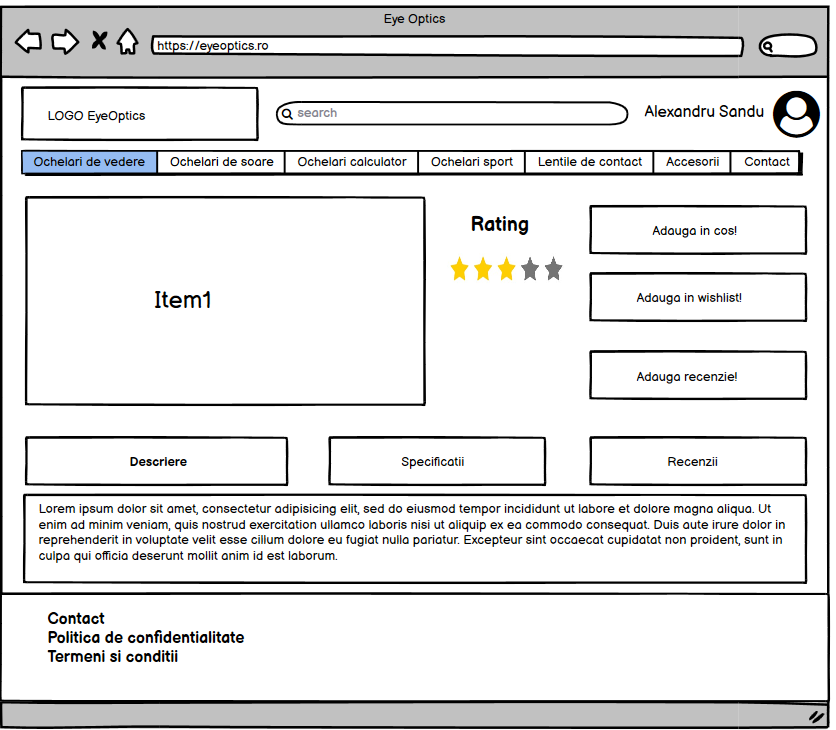 Eye Optics
https://eyeoptics.ro
LOGO EyeOptics
search
Alexandru Sandu
Ochelari de vedere
Ochelari de soare
Ochelari calculator
Ochelari sport
Lentile de contact
Accesorii
Contact
Item1
Rating
Adauga in cos!
Adauga in wishlist!
Adauga recenzie!
Descriere
Specificatii
Recenzii
Lorem ipsum dolor sit amet, consectetur adipisicing elit, sed do eiusmod tempor incididunt ut labore et dolore magna aliqua. Ut
enim ad minim veniam, quis nostrud exercitation ullamco laboris nisi ut aliquip ex ea commodo consequat. Duis aute irure dolor in
reprehenderit in voluptate velit esse cillum dolore eu fugiat nulla pariatur. Excepteur sint occaecat cupidatat non proident, sunt in
culpa qui officia deserunt mollit anim id est laborum.
Contact
Politica de confidentialitate
Termeni si conditii